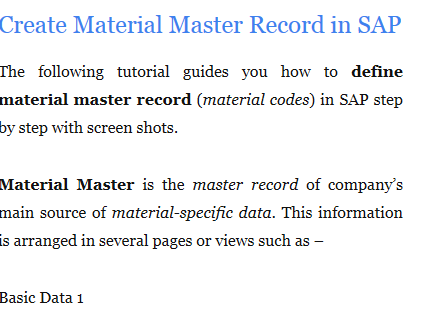 Create Material Master Record in SAP
The following tutorial guides you how to define
material master record (material codes) in SAP step
by step with screen shots.
Material Master is the master record of company's
main source of material-specific data. This information
is arranged in several pages or views such as –
Basic Data 1